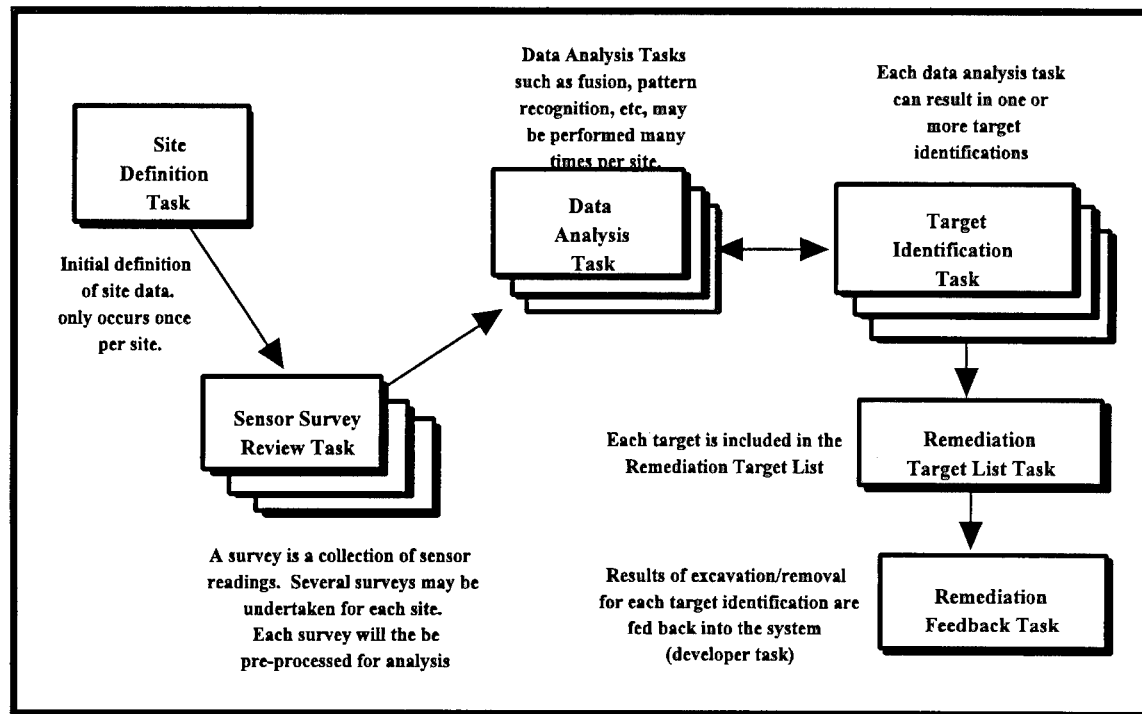 Site
Definition
Task
Initial definition
of site data.
only occurs once
per site.
Sensor Survey
Review Task
A survey is a collection of sensor
readings. Several surveys may be
undertaken for each site.
Each survey will the be
pre-processed for analysis
Data Analysis Tasks
such as fusion, pattern
recognition, etc, may
be performed many
times per site.
Data
Analysis
Task
Each data analysis task
can result in one or
more target
identifications
Target
Identification
Task
Each target is included in the
Remediation Target List
Remediation
Target List Task
Results of excavation/removal
for each target identification are
fed back into the system
(developer task)
Remediation
Feedback Task